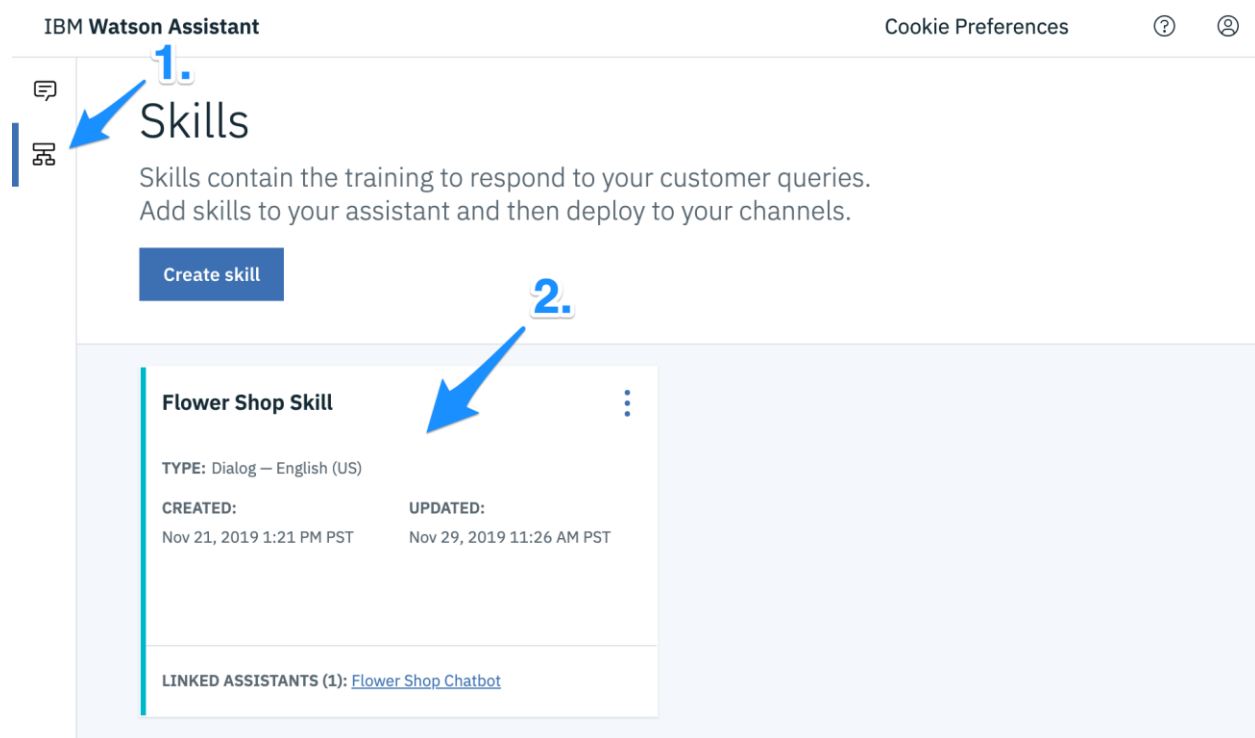 IBM Watson Assistant
Cookie Preferences
1.
Skills
Skills contain the training to respond to your customer queries.
Add skills to your assistant and then deploy to your channels.
Create skill
2.
Flower Shop Skill
TYPE: Dialog — English (US)
CREATED:
UPDATED:
Nov 21, 2019 1:21 PM PST
Nov 29, 2019 11:26 AM PST
LINKED ASSISTANTS (1): Flower Shop Chatbot